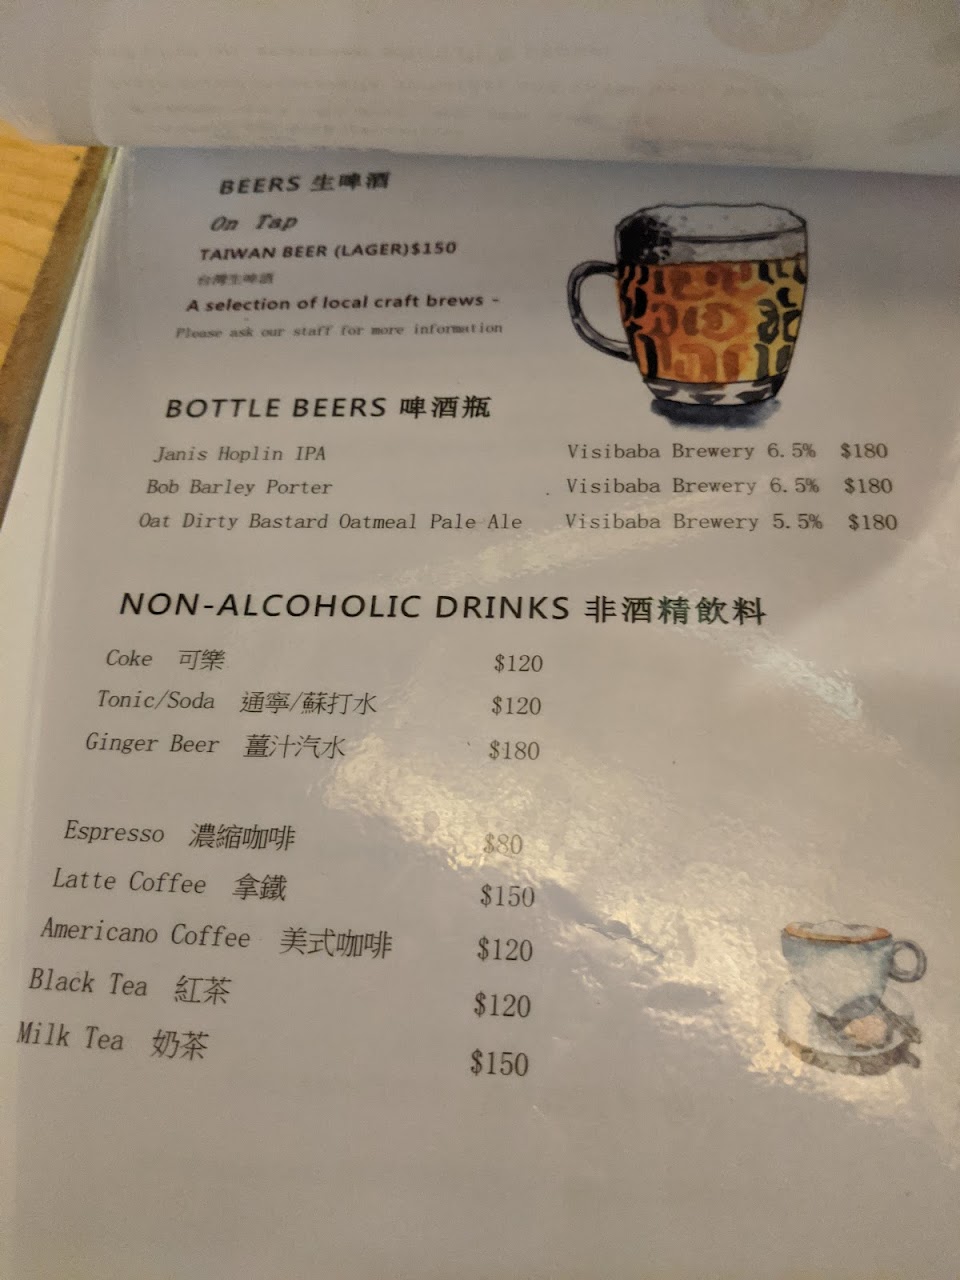 BEERS 生啤酒
On Tap
TAIWAN BEER (LAGER)$150
台灣生啤酒
A selection of local craft brews -
Please ask our staff for more information
BOTTLE BEERS 啤酒瓶
Janis Hoplin IPA Visibaba Brewery 6.5% $180
Bob Barley Porter Visibaba Brewery 6.5% $180
Oat Dirty Bastard Oatmeal Pale Ale Visibaba Brewery 5.5% $180
NON-ALCOHOLIC DRINKS 非酒精飲料
Coke 可樂 $120
Tonic/Soda 通寧/蘇打水 $120
Ginger Beer 薑汁汽水 $180
Espresso 濃縮咖啡 $80
Latte Coffee 拿鐵 $150
Americano Coffee 美式咖啡 $120
Black Tea 紅茶 $120
Milk Tea 奶茶 $150